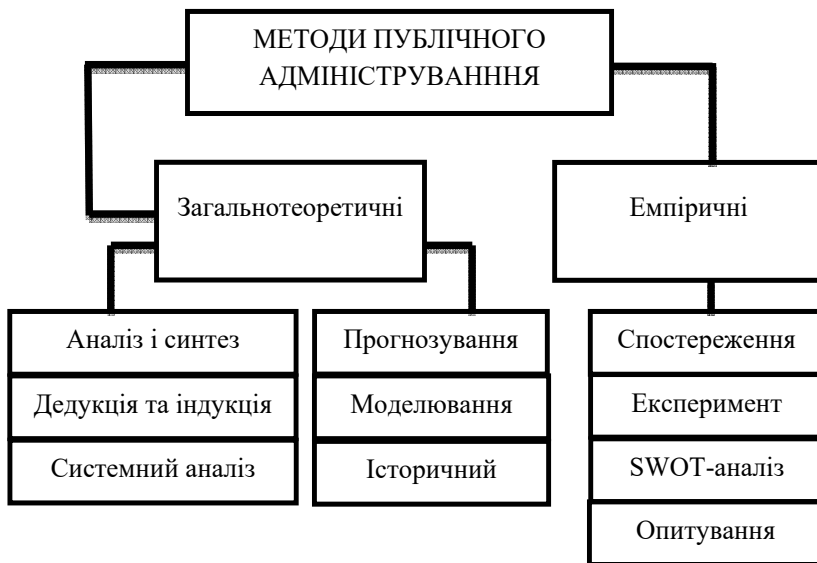 МЕТОДИ ПУБЛІЧНОГО
АДМІНІСТРУВАНННЯ
Загальнотеоретичні
Емпіричні
Аналіз і синтез
Дедукція та індукція
Системний аналіз
Прогнозування
Моделювання
Історичний
Спостереження
Експеримент
SWOT-аналіз
Опитування